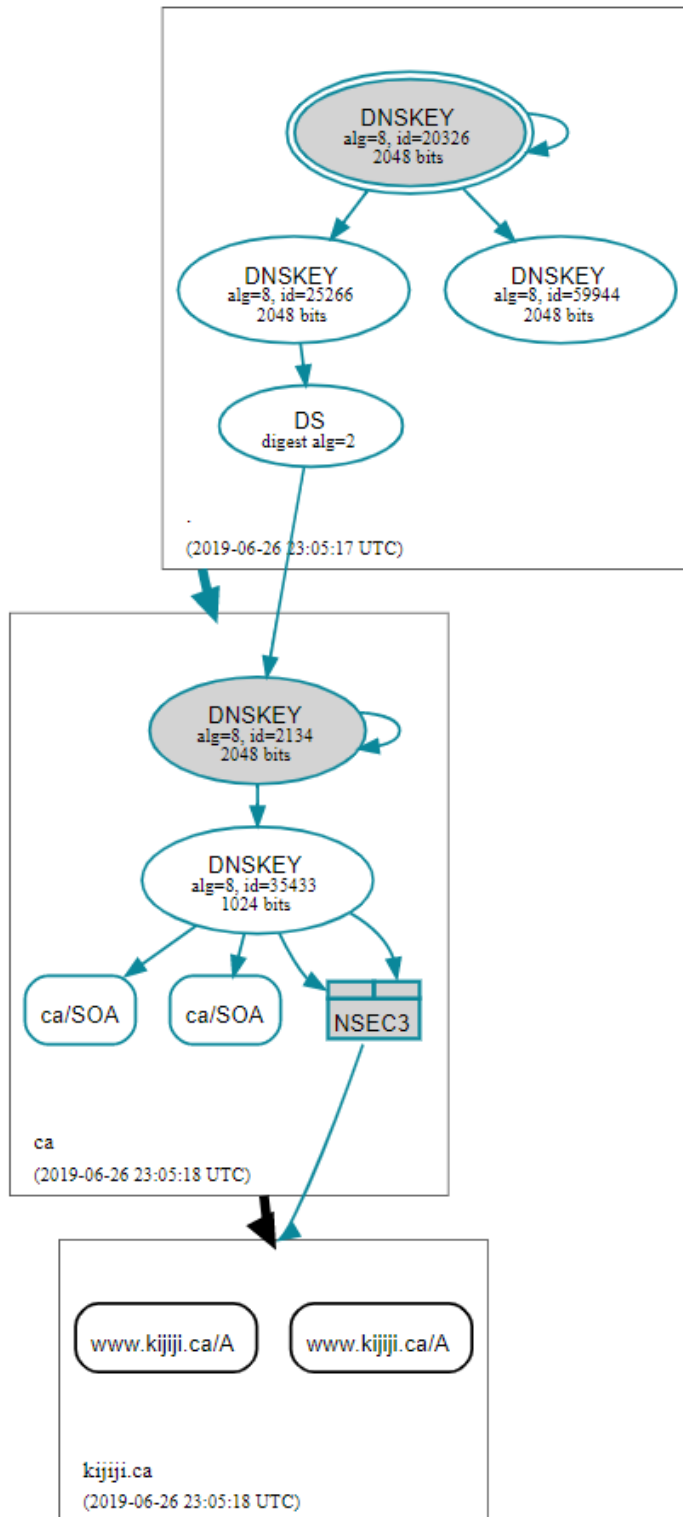 DNSKEY
alg=8, id=20326
2048 bits
DNSKEY
alg=8, id=25266
2048 bits
DNSKEY
alg=8, id=59944
2048 bits
DS
digest alg=2
.
(2019-06-26 23:05:17 UTC)
DNSKEY
alg=8, id=2134
2048 bits
DNSKEY
alg=8, id=35433
1024 bits
ca/SOA
ca/SOA
NSEC3
ca
(2019-06-26 23:05:18 UTC)
www.kijiji.ca/A
www.kijiji.ca/A
kijiji.ca
(2019-06-26 23:05:18 UTC)